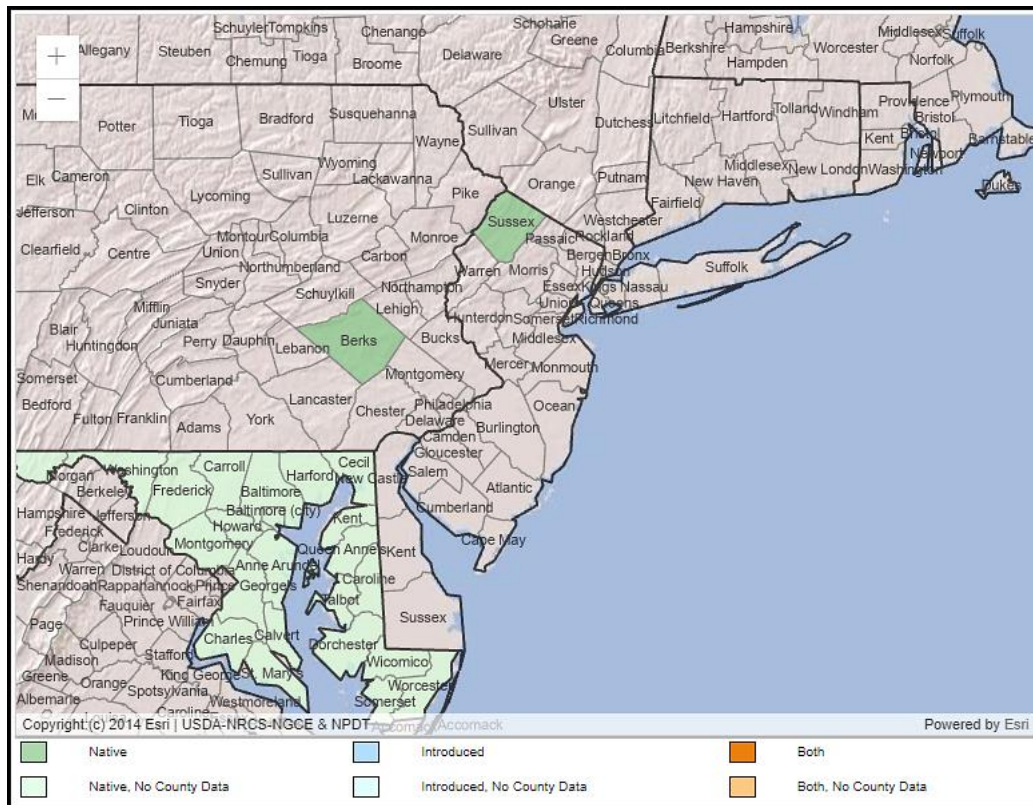 Schuyler Tompkins Chenango Schoharie Hampshire Middlesex Suffolk
Allegany Steuben Delaware Greene Columbia Berkshire Worcester
Chemung Tioga Broome Hampden Norfolk
Ulster Tolland Windham Providence Plymouth
Potter Tioga Bradford Susquehanna Sullivan Dutchess Litchfield Hartford Bristol
Wayne Kent Bristol Barnstable
Wyoming Middlesex New London Washington Newport
Elk Cameron Sullivan Lackawanna Pike Orange Putnam New Haven Dukes
Lycoming Fairfield
Jefferson Clinton Luzerne Sussex Westchester
Clearfield Centre Montour Columbia Monroe Passaic Rockland
Union Carbon Bergen Bronx
Northumberland Warren Morris Hudson Suffolk
Snyder Schuylkill Northampton Essex Kings Nassau
Mifflin Lehigh Union Queens
Blair Juniata Hunterdon Somerset Richmond
Huntingdon Perry Dauphin Lebanon Berks Bucks Middlesex
Somerset Cumberland Montgomery Mercer Monmouth
Bedford Lancaster Ocean
Fulton Franklin Adams York Chester Philadelphia
Delaware Burlington
Camden
Gloucester
Morgan Washington Carroll Harford Cecil New Castle Salem
Berkeley Frederick Baltimore Atlantic
Hampshire Jefferson Baltimore (city) Kent Cumberland
Frederick Howard
Clarke Loudoun Montgomery Queen Anne's Kent Cape May
Hardy Warren District of Columbia Anne Arundel Caroline
Shenandoah Rappahannock Prince George's
Fauquier Fairfax Talbot
Page Prince William Sussex
Culpeper Charles Calvert Dorchester
Madison Stafford Wicomico
Greene Orange King George St. Mary's Worcester
Albemarle Spotsylvania Westmoreland Somerset
Louisa Caroline
Copyright:(c) 2014 Esri | USDA-NRCS-NGCE & NPDT Accomack Accomack Powered by Esri
Native Introduced Both
Native, No County Data Introduced, No County Data Both, No County Data